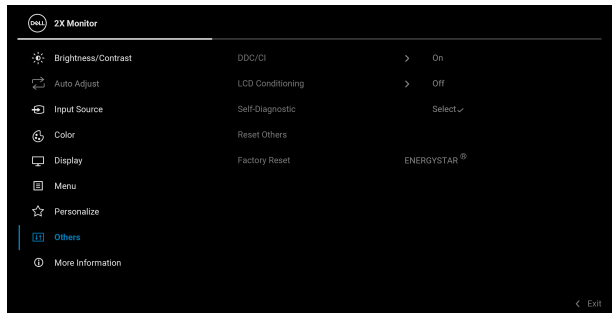 DELL 2X Monitor
Brightness/Contrast DDC/CI > On
Auto Adjust LCD Conditioning > Off
Input Source Self-Diagnostic Select✓
Color Reset Others
Display Factory Reset ENERGYSTAR ®
Menu
Personalize
Others
More Information
< Exit